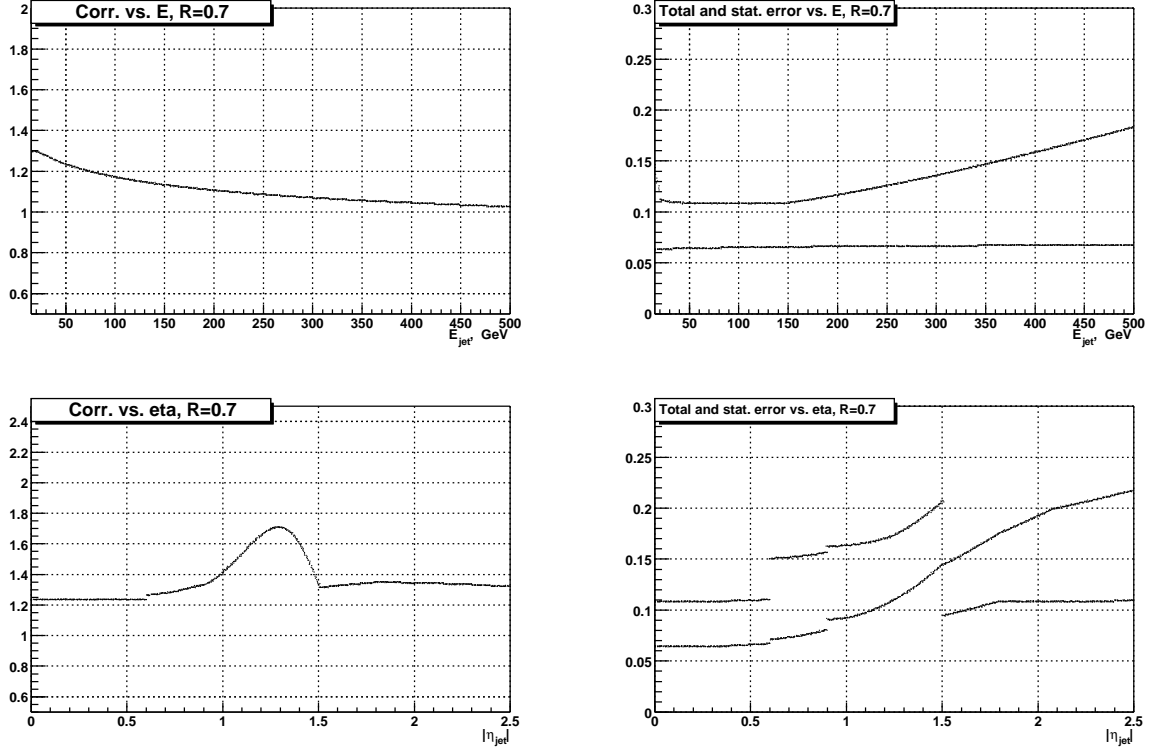 Corr. vs. E, R=0.7
2
1.8
1.6
1.4
1.2
1
0.8
0.6
50 100 150 200 250 300 350 400 450 500
E_jet, GeV
Total and stat. error vs. E, R=0.7
0.3
0.25
0.2
0.15
0.1
0.05
0
50 100 150 200 250 300 350 400 450 500
E_jet, GeV
Corr. vs. eta, R=0.7
2.4
2.2
2
1.8
1.6
1.4
1.2
1
0.8
0.6
0 0.5 1 1.5 2 2.5
|η_jet|
Total and stat. error vs. eta, R=0.7
0.3
0.25
0.2
0.15
0.1
0.05
0
0 0.5 1 1.5 2 2.5
|η_jet|